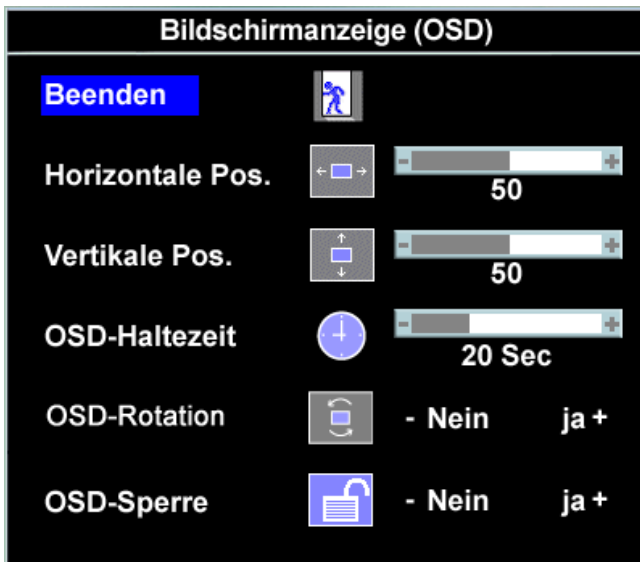 Bildschirmanzeige (OSD)
Beenden
Horizontale Pos. - +
50
Vertikale Pos. - +
50
OSD-Haltezeit - +
20 Sec
OSD-Rotation - Nein ja +
OSD-Sperre - Nein ja +